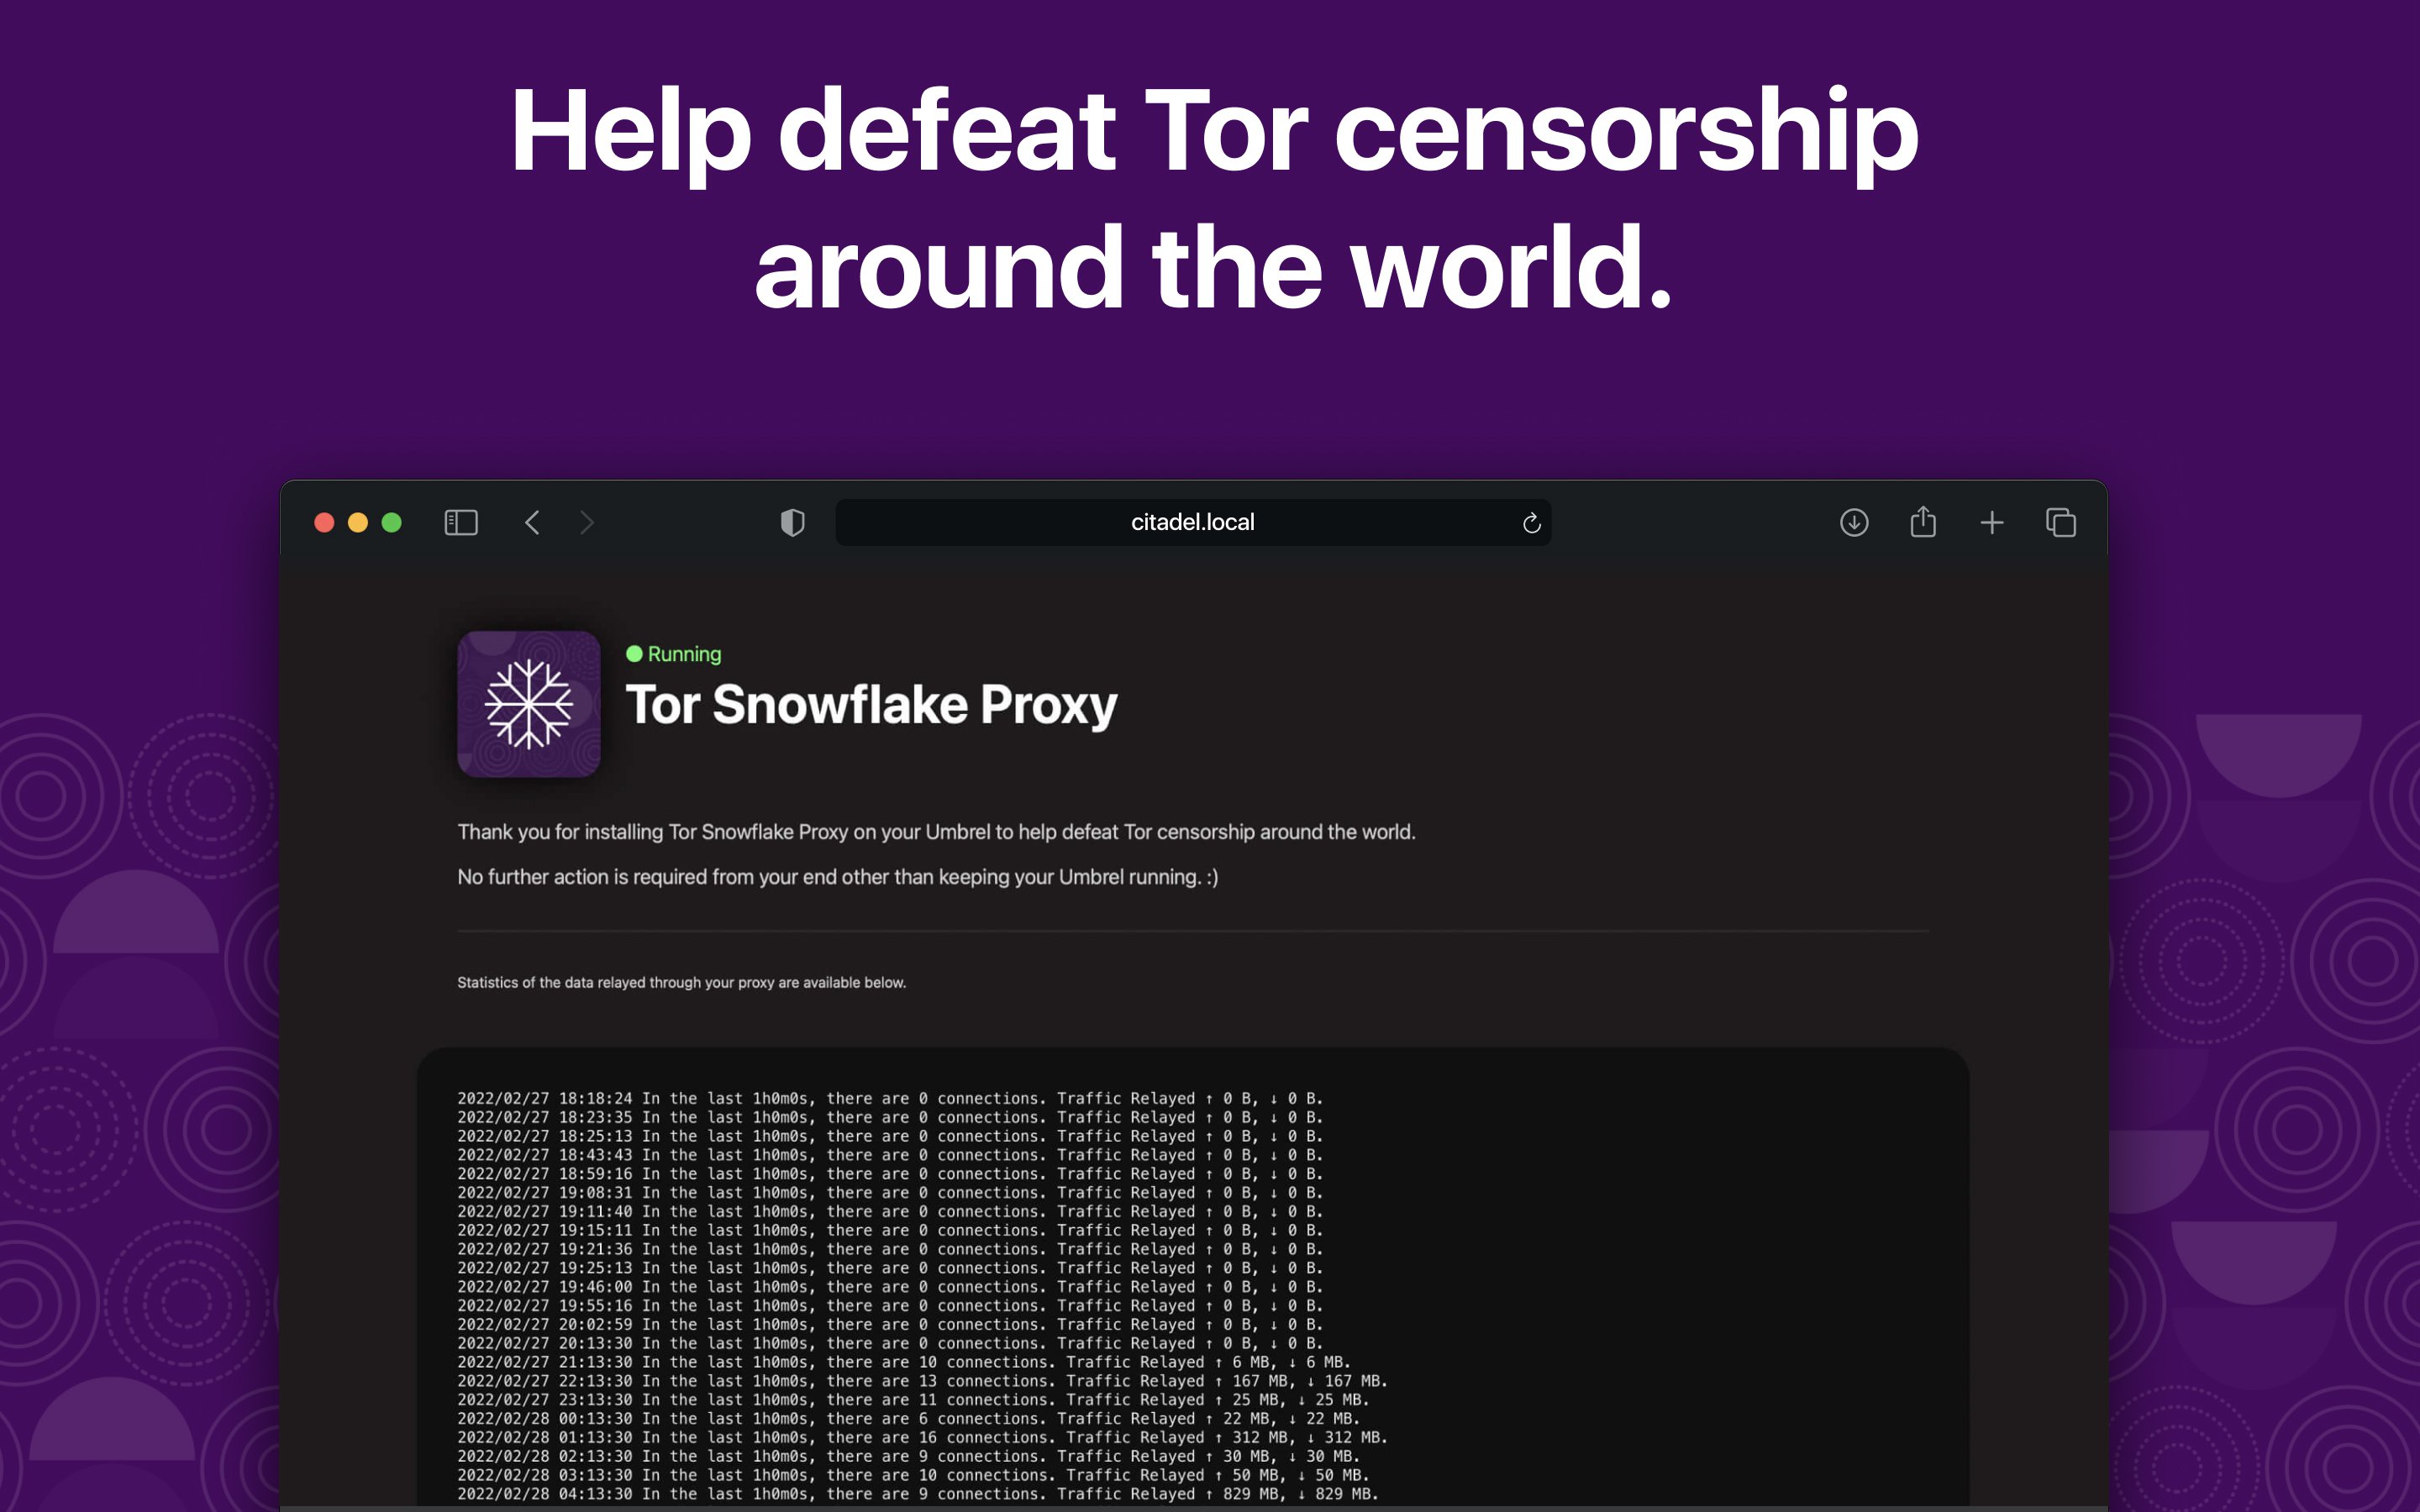 Help defeat Tor censorship
around the world.
citadel.local
Running
Tor Snowflake Proxy
Thank you for installing Tor Snowflake Proxy on your Umbrel to help defeat Tor censorship around the world.
No further action is required from your end other than keeping your Umbrel running. :)
Statistics of the data relayed through your proxy are available below.
2022/02/27 18:18:24 In the last 1h0m0s, there are 0 connections. Traffic Relayed ↑ 0 B, ↓ 0 B.
2022/02/27 18:23:35 In the last 1h0m0s, there are 0 connections. Traffic Relayed ↑ 0 B, ↓ 0 B.
2022/02/27 18:25:13 In the last 1h0m0s, there are 0 connections. Traffic Relayed ↑ 0 B, ↓ 0 B.
2022/02/27 18:43:43 In the last 1h0m0s, there are 0 connections. Traffic Relayed ↑ 0 B, ↓ 0 B.
2022/02/27 18:59:16 In the last 1h0m0s, there are 0 connections. Traffic Relayed ↑ 0 B, ↓ 0 B.
2022/02/27 19:08:31 In the last 1h0m0s, there are 0 connections. Traffic Relayed ↑ 0 B, ↓ 0 B.
2022/02/27 19:11:40 In the last 1h0m0s, there are 0 connections. Traffic Relayed ↑ 0 B, ↓ 0 B.
2022/02/27 19:15:11 In the last 1h0m0s, there are 0 connections. Traffic Relayed ↑ 0 B, ↓ 0 B.
2022/02/27 19:21:36 In the last 1h0m0s, there are 0 connections. Traffic Relayed ↑ 0 B, ↓ 0 B.
2022/02/27 19:25:13 In the last 1h0m0s, there are 0 connections. Traffic Relayed ↑ 0 B, ↓ 0 B.
2022/02/27 19:46:00 In the last 1h0m0s, there are 0 connections. Traffic Relayed ↑ 0 B, ↓ 0 B.
2022/02/27 19:55:16 In the last 1h0m0s, there are 0 connections. Traffic Relayed ↑ 0 B, ↓ 0 B.
2022/02/27 20:02:59 In the last 1h0m0s, there are 0 connections. Traffic Relayed ↑ 0 B, ↓ 0 B.
2022/02/27 20:13:30 In the last 1h0m0s, there are 0 connections. Traffic Relayed ↑ 0 B, ↓ 0 B.
2022/02/27 21:13:30 In the last 1h0m0s, there are 10 connections. Traffic Relayed ↑ 6 MB, ↓ 6 MB.
2022/02/27 22:13:30 In the last 1h0m0s, there are 13 connections. Traffic Relayed ↑ 167 MB, ↓ 167 MB.
2022/02/27 23:13:30 In the last 1h0m0s, there are 11 connections. Traffic Relayed ↑ 25 MB, ↓ 25 MB.
2022/02/28 00:13:30 In the last 1h0m0s, there are 6 connections. Traffic Relayed ↑ 22 MB, ↓ 22 MB.
2022/02/28 01:13:30 In the last 1h0m0s, there are 16 connections. Traffic Relayed ↑ 312 MB, ↓ 312 MB.
2022/02/28 02:13:30 In the last 1h0m0s, there are 9 connections. Traffic Relayed ↑ 30 MB, ↓ 30 MB.
2022/02/28 03:13:30 In the last 1h0m0s, there are 10 connections. Traffic Relayed ↑ 50 MB, ↓ 50 MB.
2022/02/28 04:13:30 In the last 1h0m0s, there are 9 connections. Traffic Relayed ↑ 829 MB, ↓ 829 MB.